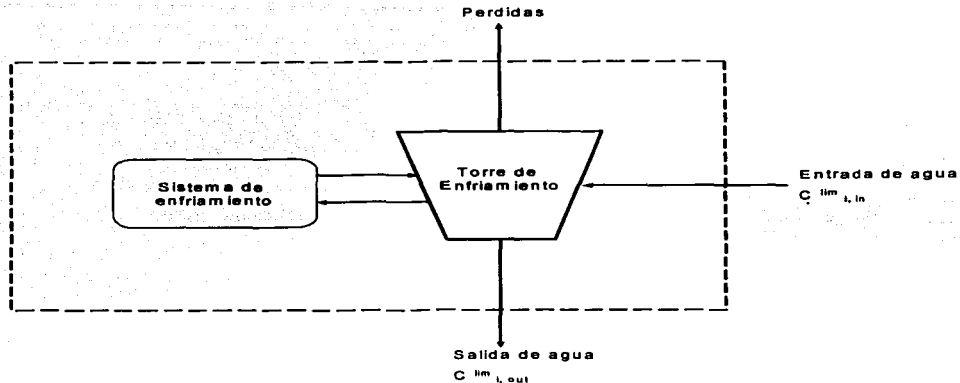 Perdidas
Torre de
Enfriamiento
Sistema de
enfriamiento
Entrada de agua
C lim i, in
Salida de agua
C lim i, out